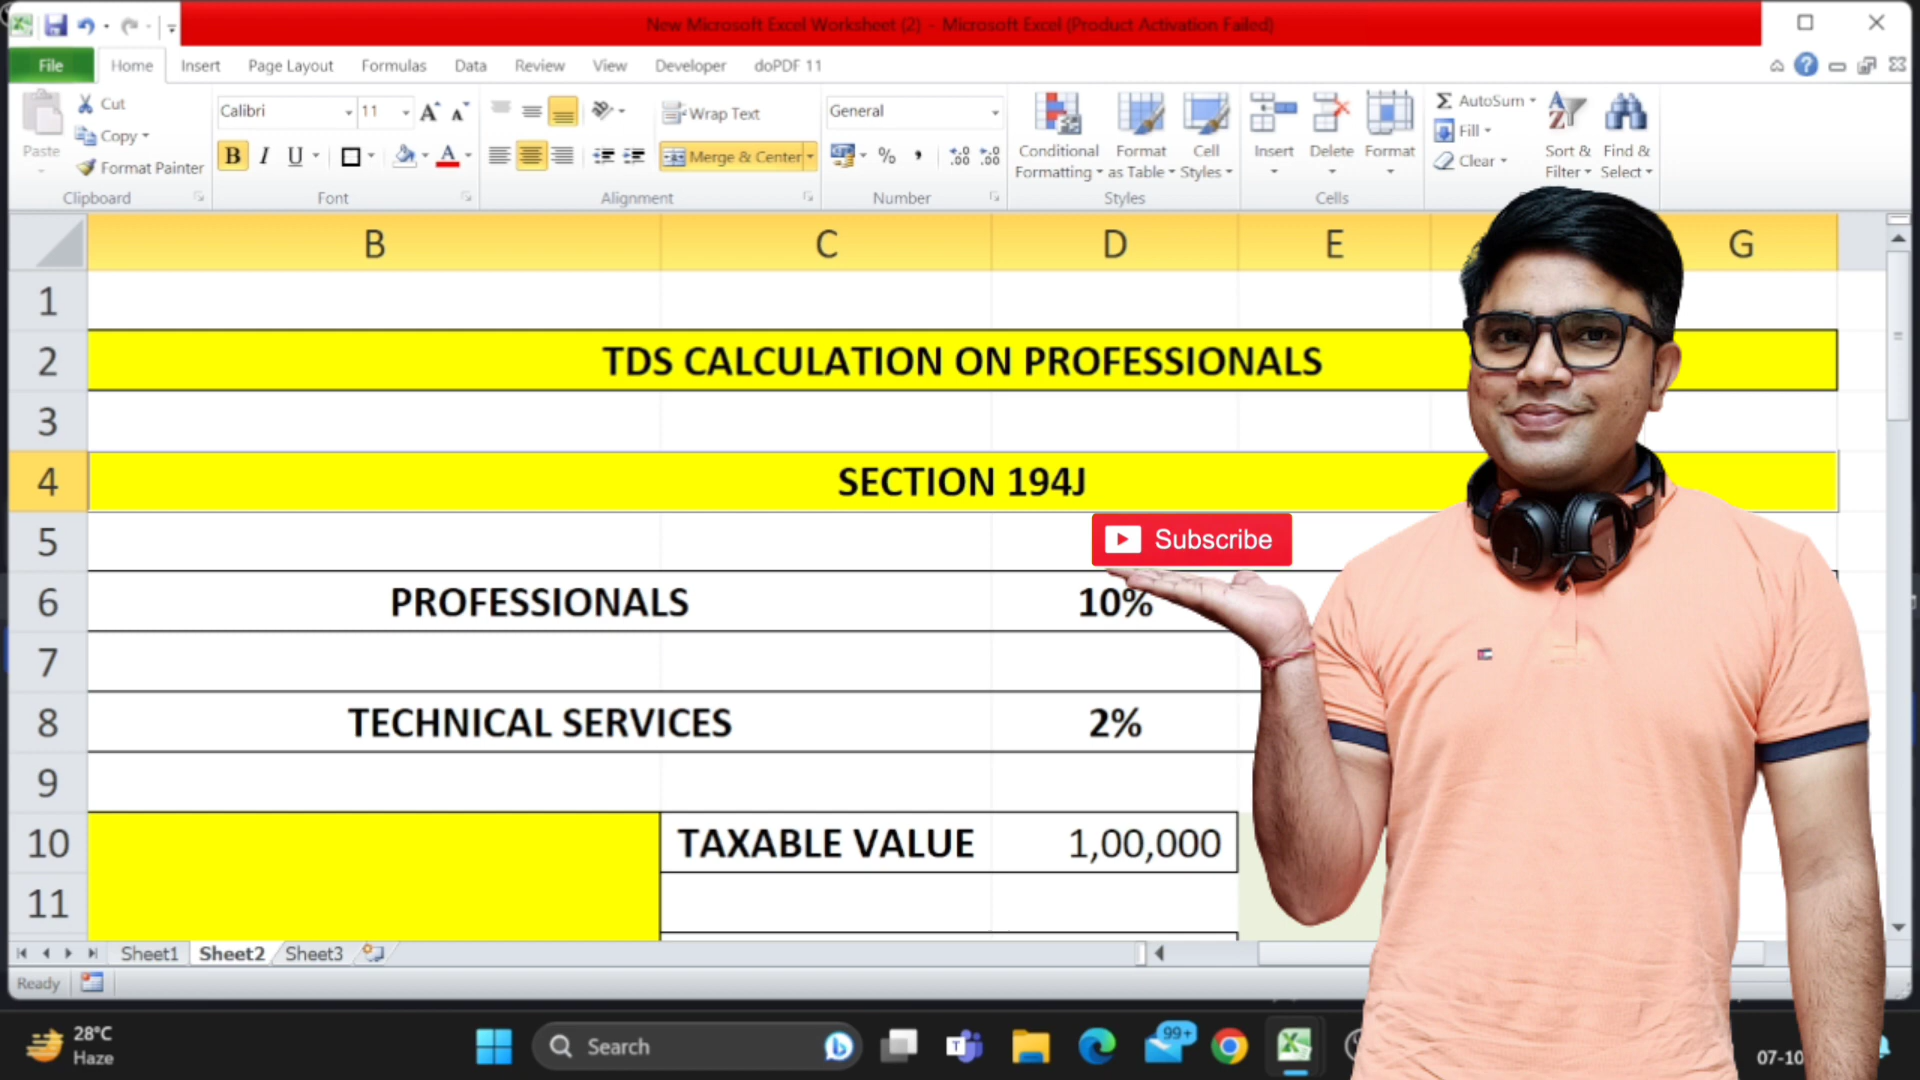 New Microsoft Excel Worksheet (2) - Microsoft Excel (Product Activation Failed)
File Home Insert Page Layout Formulas Data Review View Developer doPDF 11
Paste
Cut
Copy
Format Painter
Clipboard
Calibri 11
B I U
A
Font
Wrap Text
Merge & Center
Alignment
General
% ,
Number
Conditional Formatting
Format as Table
Cell Styles
Styles
Insert Delete Format
Cells
Σ AutoSum
Fill
Clear
Sort & Filter
Find & Select
B C D E G
1
2 TDS CALCULATION ON PROFESSIONALS
3
4 SECTION 194J
5
Subscribe
6 PROFESSIONALS 10%
7
8 TECHNICAL SERVICES 2%
9
10 TAXABLE VALUE 1,00,000
11
Sheet1 Sheet2 Sheet3
Ready
28°C
Haze
Search
99+
07-10